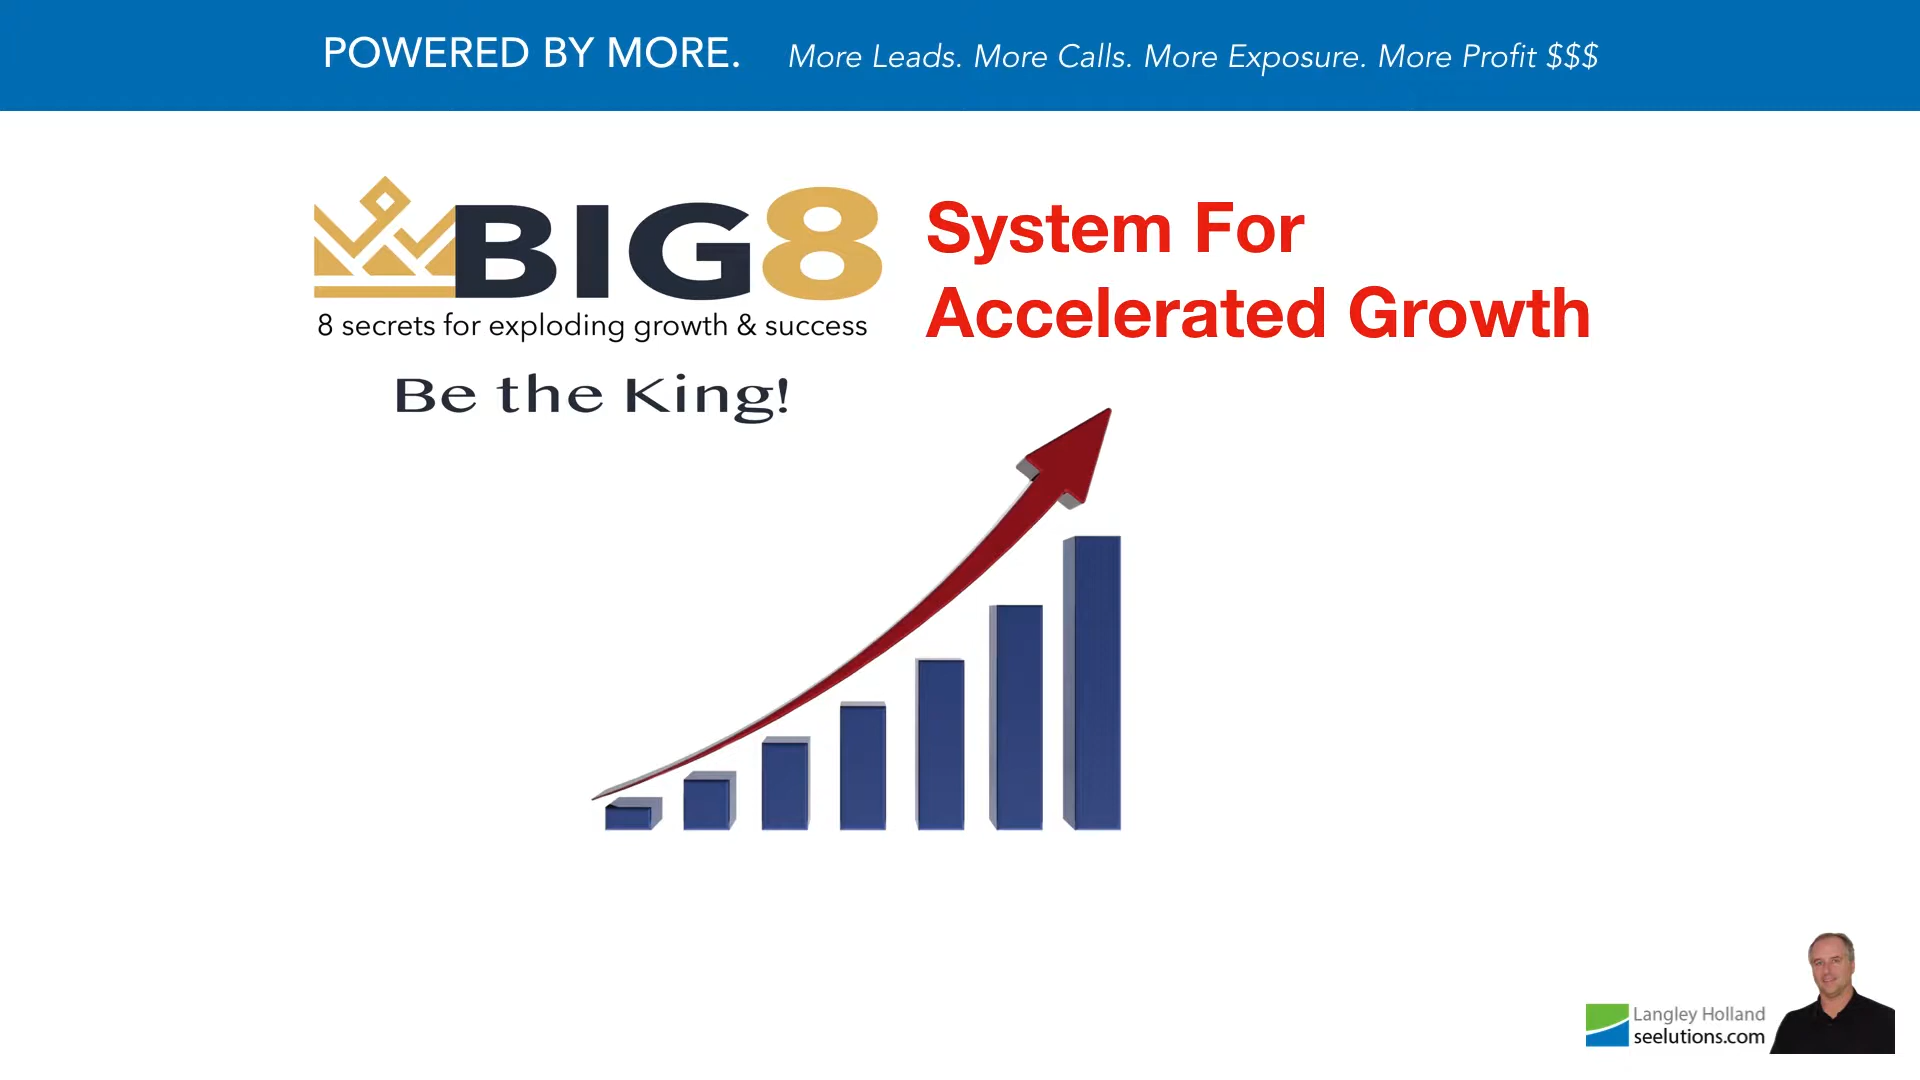 POWERED BY MORE. More Leads. More Calls. More Exposure. More Profit $$$
BIG8
8 secrets for exploding growth & success
Be the King!
System For
Accelerated Growth
Langley Holland
seelutions.com